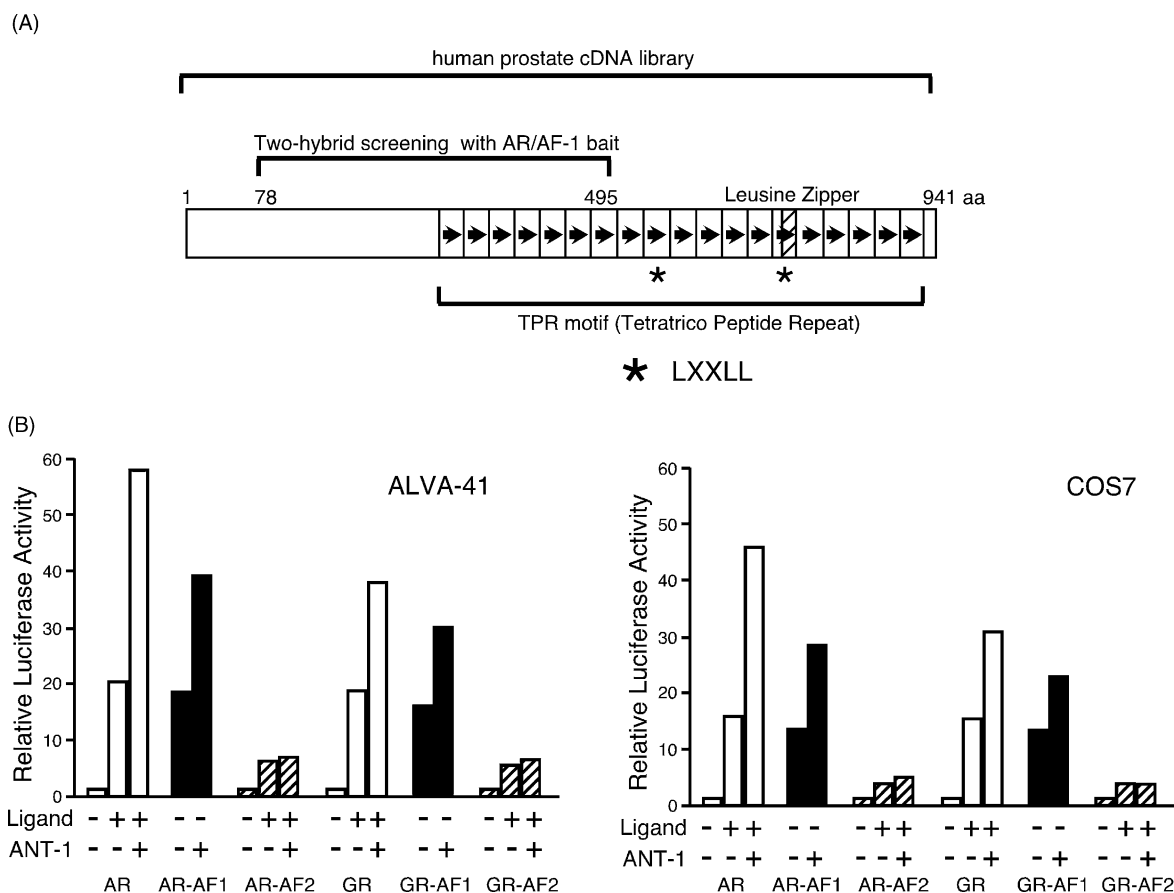 (A)
human prostate cDNA library
Two-hybrid screening with AR/AF-1 bait
1 78 495 Leusine Zipper 941 aa
* *
TPR motif (Tetratrico Peptide Repeat)
* LXXLL
(B)
ALVA-41
Relative Luciferase Activity
60
50
40
30
20
10
0
Ligand - + + - - - + + - + + - - - + +
ANT-1 - - + - + - - + - - + - + - - +
AR AR-AF1 AR-AF2 GR GR-AF1 GR-AF2
COS7
Relative Luciferase Activity
60
50
40
30
20
10
0
Ligand - + + - - - + + - + + - - - + +
ANT-1 - - + - + - - + - - + - + - - +
AR AR-AF1 AR-AF2 GR GR-AF1 GR-AF2